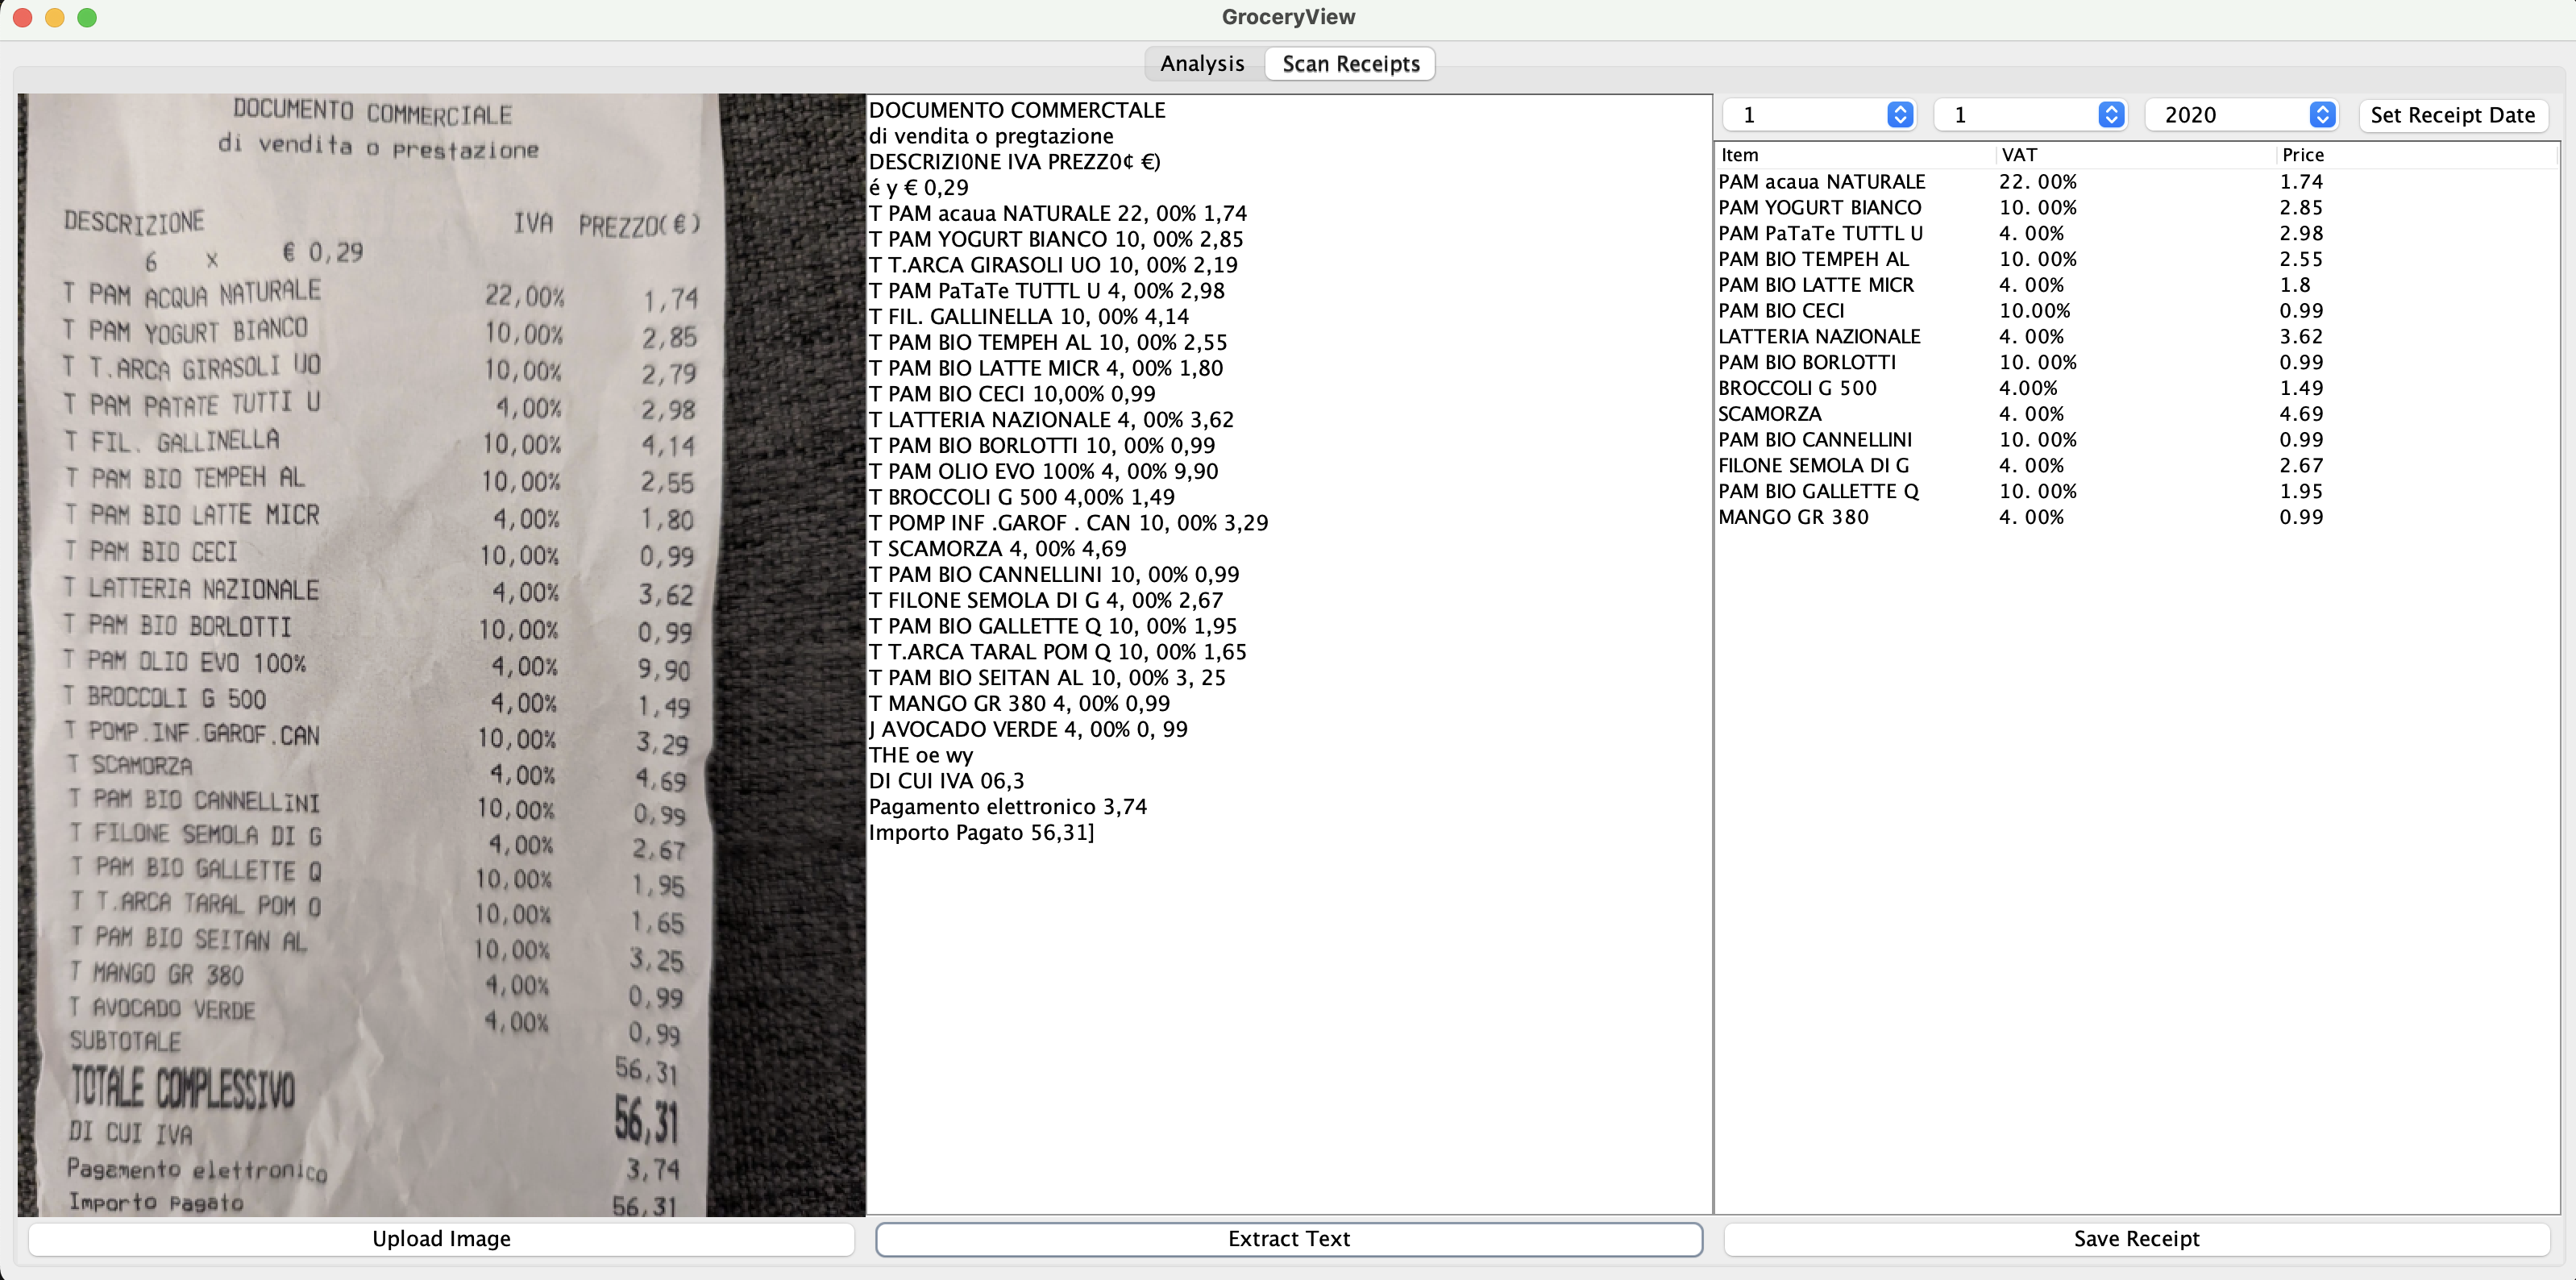 GroceryView
Analysis
Scan Receipts
DOCUMENTO COMMERCIALE
di vendita o prestazione
DESCRIZIONE IVA PREZZO(€)
6 x € 0,29
T PAM ACQUA NATURALE 22,00% 1,74
T PAM YOGURT BIANCO 10,00% 2,85
T T.ARCA GIRASOLI UO 10,00% 2,79
T PAM PATATE TUTTI U 4,00% 2,98
T FIL. GALLINELLA 10,00% 4,14
T PAM BIO TEMPEH AL 10,00% 2,55
T PAM BIO LATTE MICR 4,00% 1,80
T PAM BIO CECI 10,00% 0,99
T LATTERIA NAZIONALE 4,00% 3,62
T PAM BIO BORLOTTI 10,00% 0,99
T PAM OLIO EVO 100% 4,00% 9,90
T BROCCOLI G 500 4,00% 1,49
T POMP.INF.GAROF.CAN 10,00% 3,29
T SCAMORZA 4,00% 4,69
T PAM BIO CANNELLINI 10,00% 0,99
T FILONE SEMOLA DI G 4,00% 2,67
T PAM BIO GALLETTE Q 10,00% 1,95
T T.ARCA TARAL POM O 10,00% 1,65
T PAM BIO SEITAN AL 10,00% 3,25
T MANGO GR 380 4,00% 0,99
T AVOCADO VERDE 4,00% 0,99
SUBTOTALE 56,31
TOTALE COMPLESSIVO 56,31
DI CUI IVA 3,74
Pagamento elettronico 56,31
Importo Pagato
Upload Image
DOCUMENTO COMMERCTALE
di vendita o pregtazione
DESCRIZI0NE IVA PREZZ0¢ €)
é y € 0,29
T PAM acaua NATURALE 22, 00% 1,74
T PAM YOGURT BIANCO 10, 00% 2,85
T T.ARCA GIRASOLI UO 10, 00% 2,19
T PAM PaTaTe TUTTL U 4, 00% 2,98
T FIL. GALLINELLA 10, 00% 4,14
T PAM BIO TEMPEH AL 10, 00% 2,55
T PAM BIO LATTE MICR 4, 00% 1,80
T PAM BIO CECI 10,00% 0,99
T LATTERIA NAZIONALE 4, 00% 3,62
T PAM BIO BORLOTTI 10, 00% 0,99
T PAM OLIO EVO 100% 4, 00% 9,90
T BROCCOLI G 500 4,00% 1,49
T POMP INF .GAROF . CAN 10, 00% 3,29
T SCAMORZA 4, 00% 4,69
T PAM BIO CANNELLINI 10, 00% 0,99
T FILONE SEMOLA DI G 4, 00% 2,67
T PAM BIO GALLETTE Q 10, 00% 1,95
T T.ARCA TARAL POM Q 10, 00% 1,65
T PAM BIO SEITAN AL 10, 00% 3, 25
T MANGO GR 380 4, 00% 0,99
J AVOCADO VERDE 4, 00% 0, 99
THE oe wy
DI CUI IVA 06,3
Pagamento elettronico 3,74
Importo Pagato 56,31]
Extract Text
1 1 2020 Set Receipt Date
Item VAT Price
PAM acaua NATURALE 22. 00% 1.74
PAM YOGURT BIANCO 10. 00% 2.85
PAM PaTaTe TUTTL U 4. 00% 2.98
PAM BIO TEMPEH AL 10. 00% 2.55
PAM BIO LATTE MICR 4. 00% 1.8
PAM BIO CECI 10.00% 0.99
LATTERIA NAZIONALE 4. 00% 3.62
PAM BIO BORLOTTI 10. 00% 0.99
BROCCOLI G 500 4.00% 1.49
SCAMORZA 4. 00% 4.69
PAM BIO CANNELLINI 10. 00% 0.99
FILONE SEMOLA DI G 4. 00% 2.67
PAM BIO GALLETTE Q 10. 00% 1.95
MANGO GR 380 4. 00% 0.99
Save Receipt